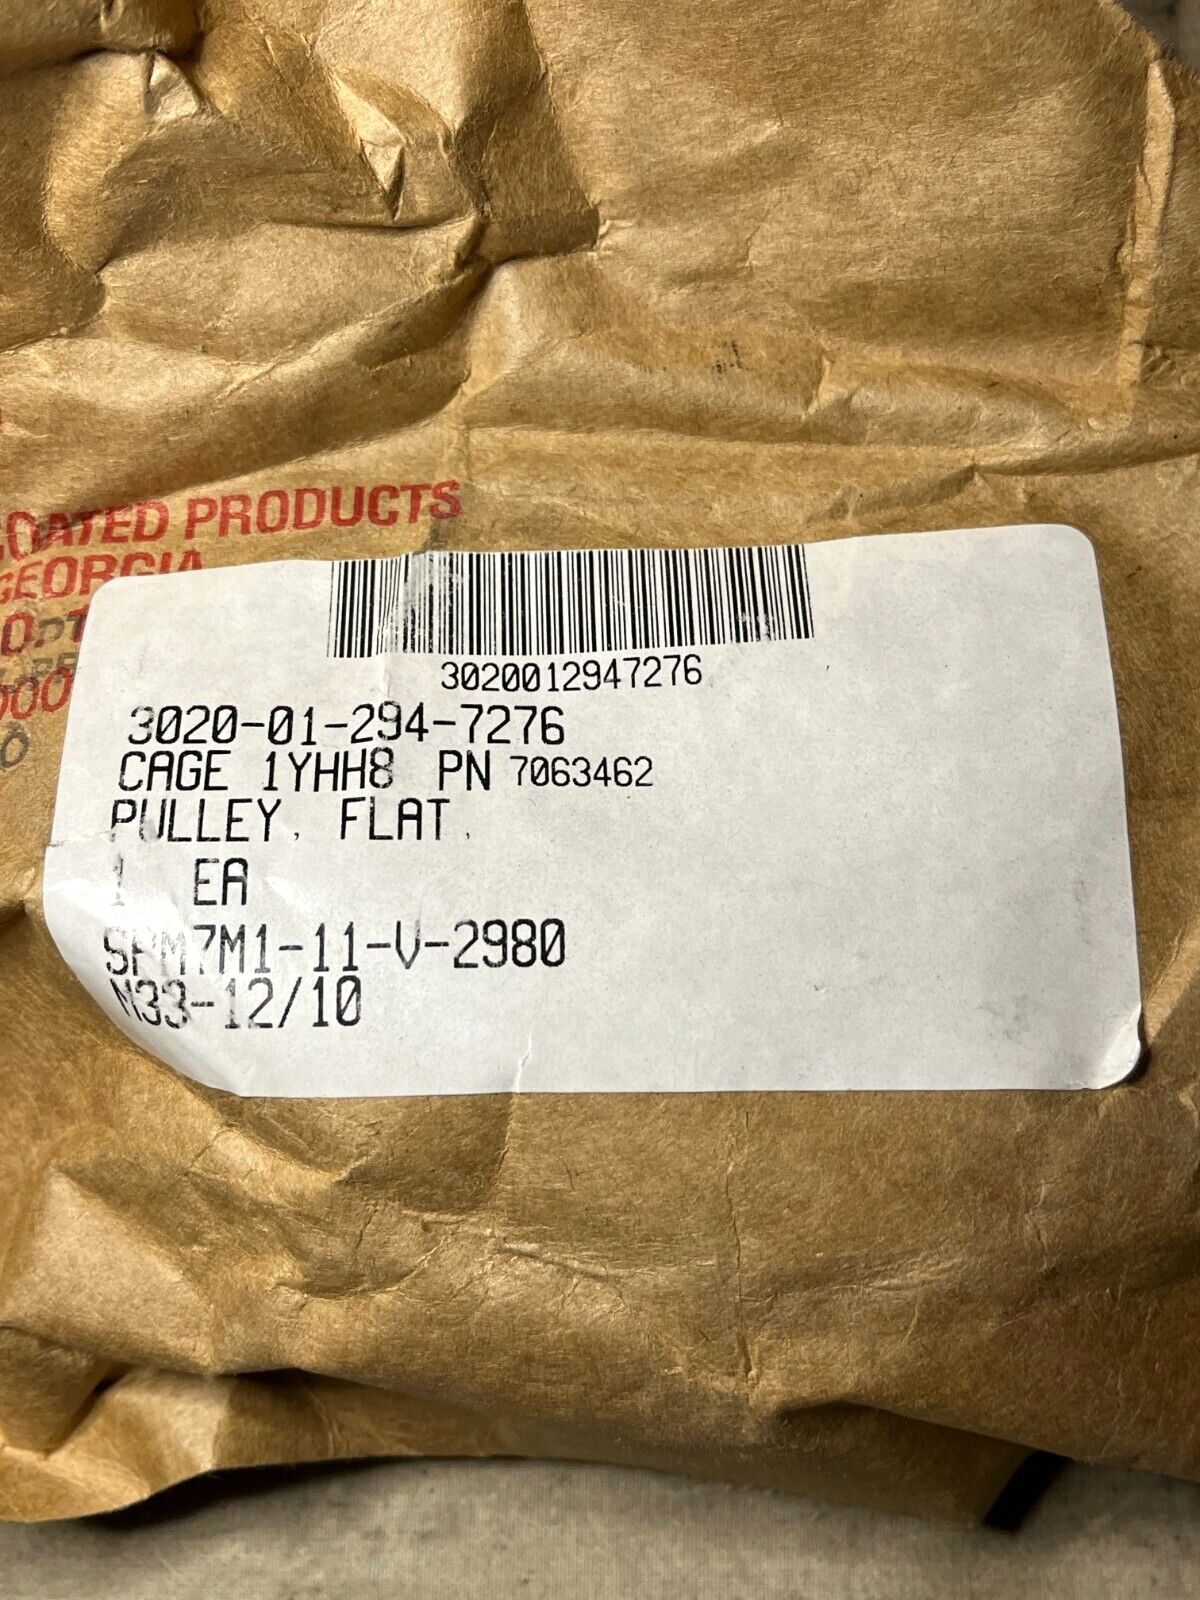 COATED PRODUCTS
GEORGIA
3020012947276
3020-01-294-7276
CAGE 1YHH8 PN 7063462
PULLEY, FLAT,
1 EA
SPM7M1-11-V-2980
M33-12/10